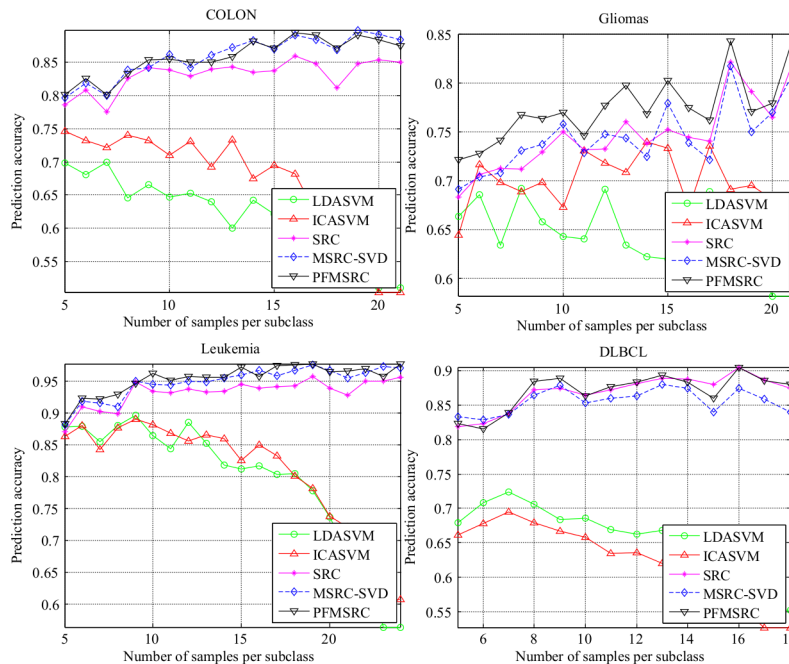 COLON
Prediction accuracy
0.85
0.8
0.75
0.7
0.65
0.6
0.55
5 10 15 20
Number of samples per subclass
LDASVM
ICASVM
SRC
MSRC-SVD
PFMSRC
Gliomas
Prediction accuracy
0.85
0.8
0.75
0.7
0.65
0.6
5 10 15 20
Number of samples per subclass
LDASVM
ICASVM
SRC
MSRC-SVD
PFMSRC
Leukemia
Prediction accuracy
0.95
0.9
0.85
0.8
0.75
0.7
0.65
0.6
5 10 15 20
Number of samples per subclass
LDASVM
ICASVM
SRC
MSRC-SVD
PFMSRC
DLBCL
Prediction accuracy
0.9
0.85
0.8
0.75
0.7
0.65
0.6
0.55
6 8 10 12 14 16
Number of samples per subclass
LDASVM
ICASVM
SRC
MSRC-SVD
PFMSRC